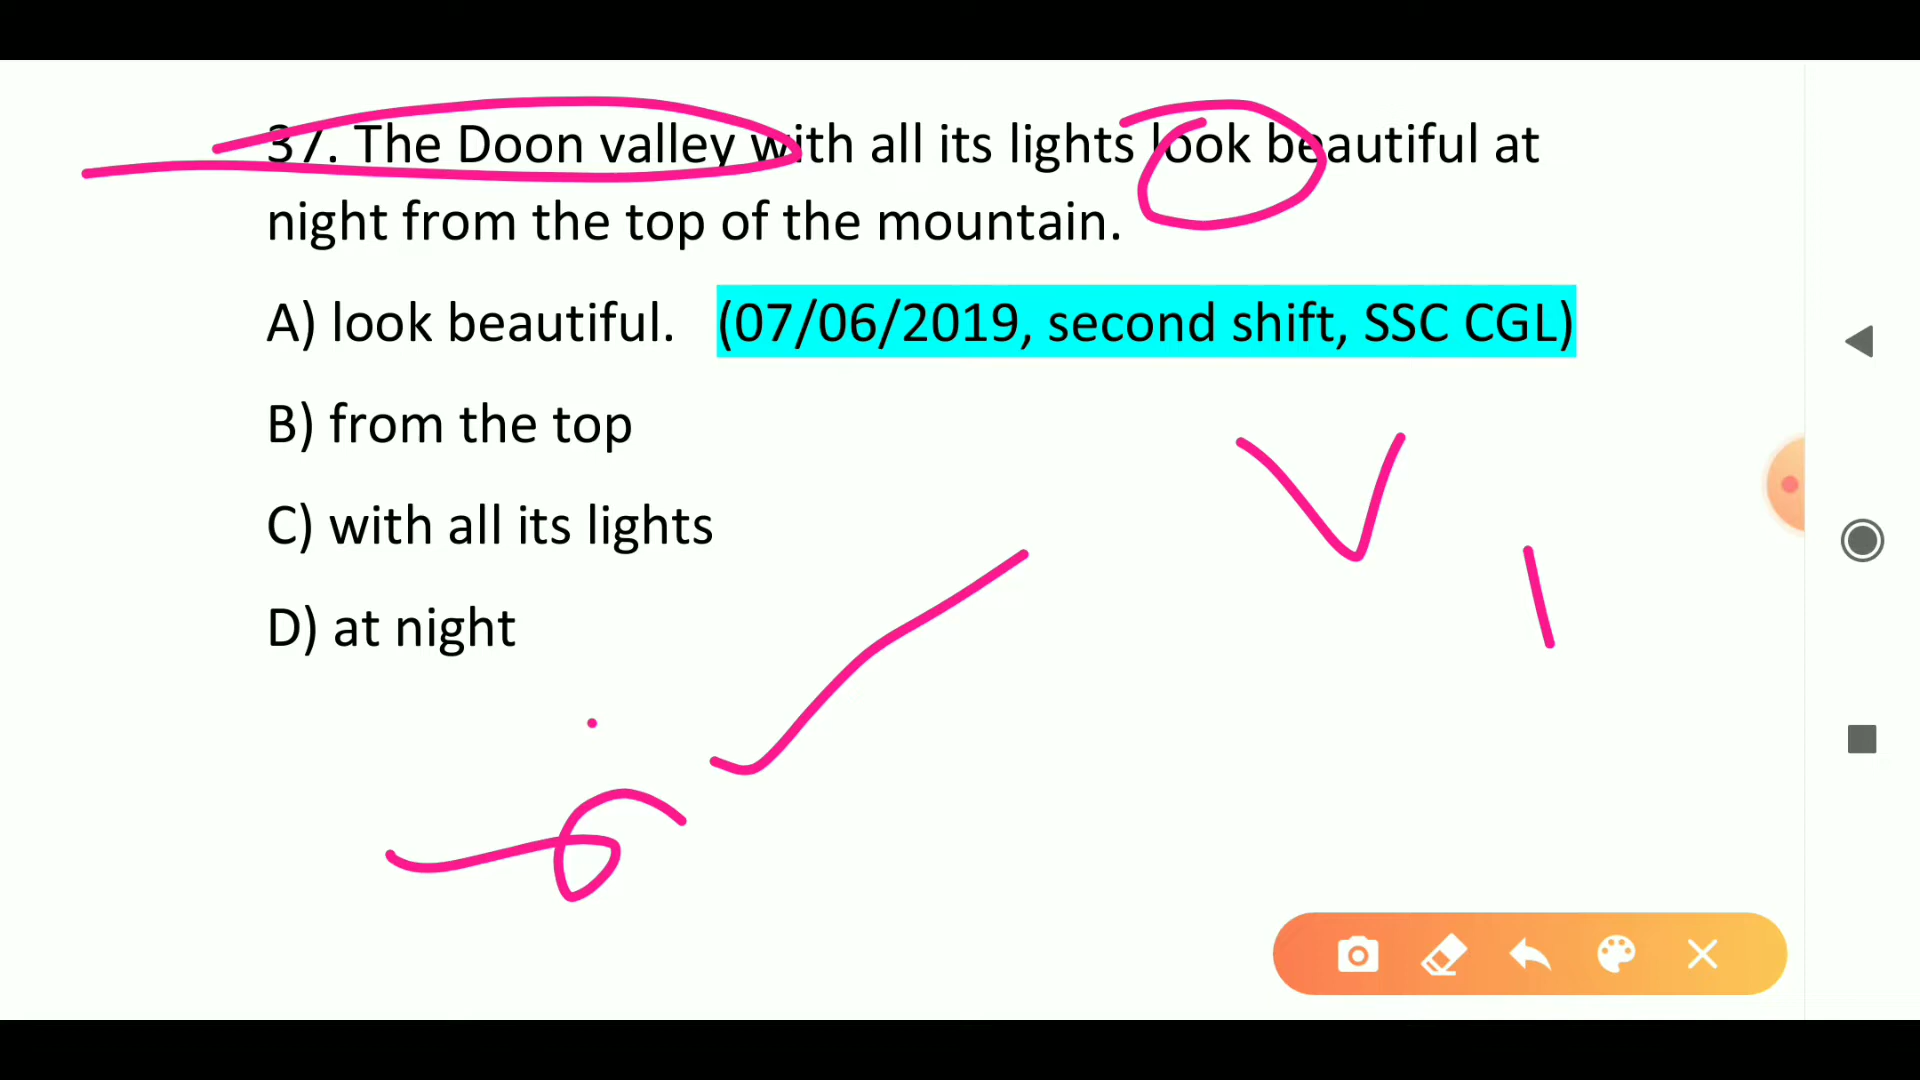 37. The Doon valley with all its lights look beautiful at
night from the top of the mountain.
A) look beautiful. (07/06/2019, second shift, SSC CGL)
B) from the top
C) with all its lights
D) at night